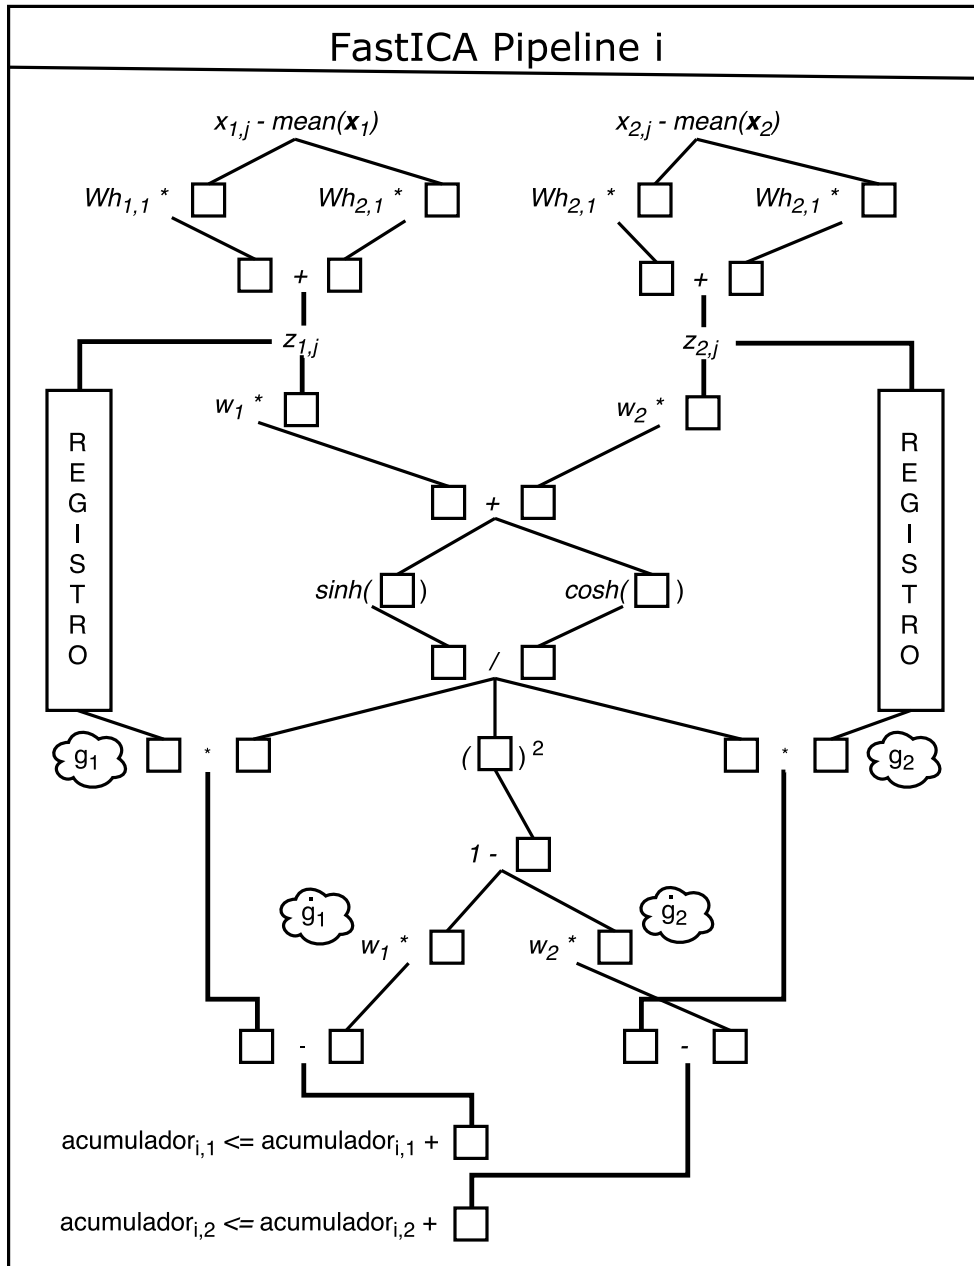 FastICA Pipeline i
x1,j - mean(x1) x2,j - mean(x2)
Wh1,1 * Wh2,1 * Wh2,1 * Wh2,1 *
+ +
z1,j z2,j
w1 * w2 *
REGISTRO REGISTRO
+
sinh( ) cosh( )
/
g1 * ( )2 * g2
1 -
ġ1 ġ2
w1 * w2 *
- -
acumuladori,1 <= acumuladori,1 +
acumuladori,2 <= acumuladori,2 +